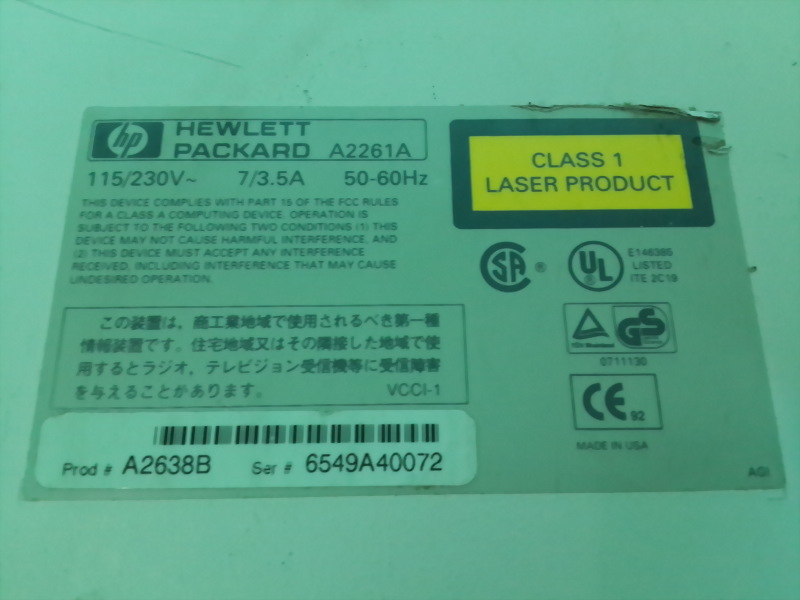 hp HEWLETT
PACKARD A2261A
115/230V~ 7/3.5A 50-60Hz
THIS DEVICE COMPLIES WITH PART 15 OF THE FCC RULES
FOR A CLASS A COMPUTING DEVICE. OPERATION IS
SUBJECT TO THE FOLLOWING TWO CONDITIONS (1) THIS
DEVICE MAY NOT CAUSE HARMFUL INTERFERENCE, AND
(2) THIS DEVICE MUST ACCEPT ANY INTERFERENCE
RECEIVED, INCLUDING INTERFERENCE THAT MAY CAUSE
UNDESIRED OPERATION.
CLASS 1
LASER PRODUCT
SA ®
UL ®
E146385
LISTED
ITE 2C19
TÜV Rheinland
GS
0711130
CE 92
MADE IN USA
この装置は、商工業地域で使用されるべき第一種
情報装置です。住宅地域又はその隣接した地域で使
用するとラジオ、テレビジョン受信機等に受信障害
を与えることがあります。 VCCI-1
Prod # A2638B Ser # 6549A40072
AGI